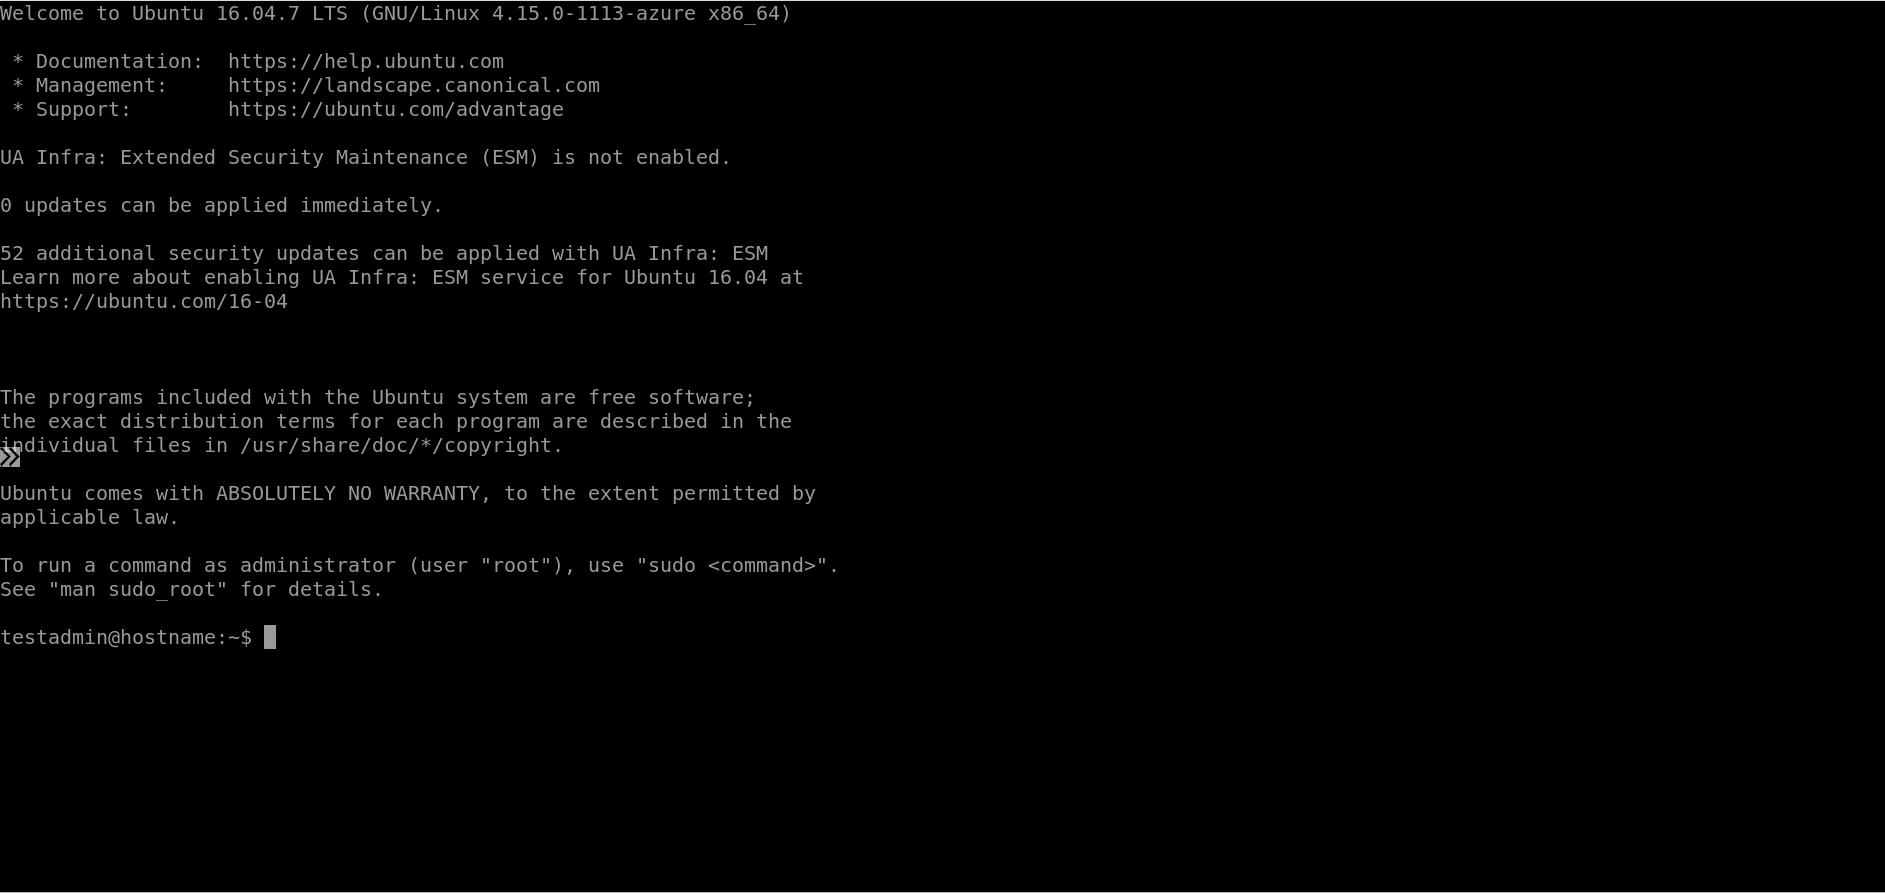 Welcome to Ubuntu 16.04.7 LTS (GNU/Linux 4.15.0-1113-azure x86_64)
* Documentation:  https://help.ubuntu.com
* Management:     https://landscape.canonical.com
* Support:        https://ubuntu.com/advantage
UA Infra: Extended Security Maintenance (ESM) is not enabled.
0 updates can be applied immediately.
52 additional security updates can be applied with UA Infra: ESM
Learn more about enabling UA Infra: ESM service for Ubuntu 16.04 at
https://ubuntu.com/16-04
The programs included with the Ubuntu system are free software;
the exact distribution terms for each program are described in the
individual files in /usr/share/doc/*/copyright.
Ubuntu comes with ABSOLUTELY NO WARRANTY, to the extent permitted by
applicable law.
To run a command as administrator (user "root"), use "sudo <command>".
See "man sudo_root" for details.
testadmin@hostname:~$